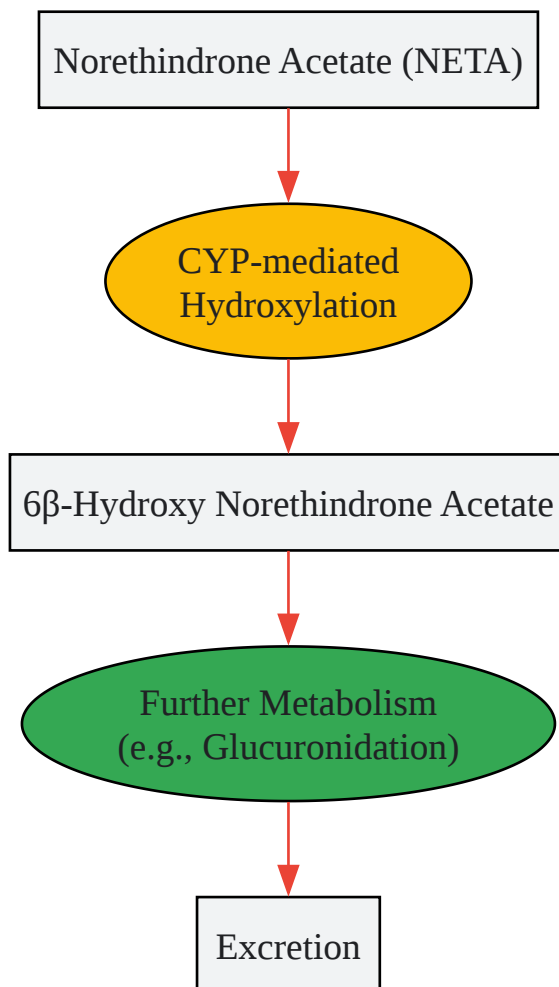 Norethindrone Acetate (NETA)
CYP-mediated
Hydroxylation
6β-Hydroxy Norethindrone Acetate
Further Metabolism
(e.g., Glucuronidation)
Excretion